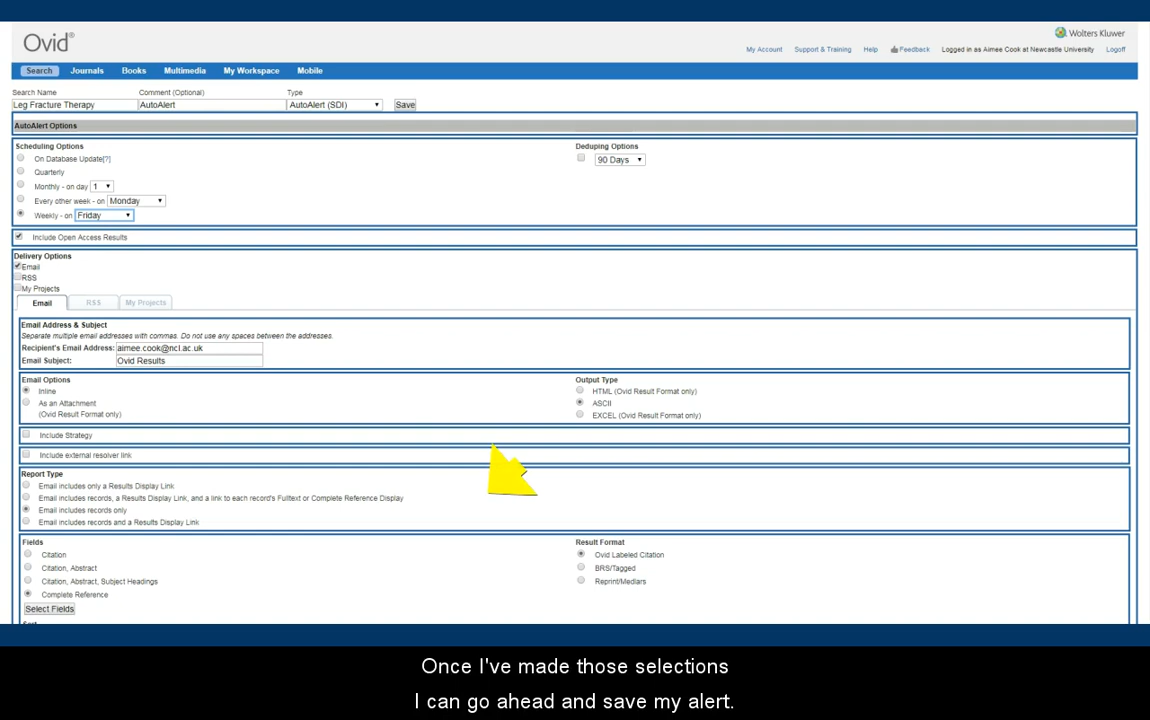 Ovid®
Wolters Kluwer
My Account Support & Training Help Feedback Logged in as Aimee Cook at Newcastle University Logoff
Search Journals Books Multimedia My Workspace Mobile
Search Name Comment (Optional) Type
Leg Fracture Therapy AutoAlert AutoAlert (SDI) Save
AutoAlert Options
Scheduling Options Deduping Options
On Database Update[?] 90 Days
Quarterly
Monthly - on day 1
Every other week - on Monday
Weekly - on Friday
Include Open Access Results
Delivery Options
Email
RSS
My Projects
Email RSS My Projects
Email Address & Subject
Separate multiple email addresses with commas. Do not use any spaces between the addresses.
Recipient's Email Address: aimee.cook@ncl.ac.uk
Email Subject: Ovid Results
Email Options Output Type
Inline HTML (Ovid Result Format only)
As an Attachment ASCII
(Ovid Result Format only) EXCEL (Ovid Result Format only)
Include Strategy
Include external resolver link
Report Type
Email includes only a Results Display Link
Email includes records, a Results Display Link, and a link to each record's Fulltext or Complete Reference Display
Email includes records only
Email includes records and a Results Display Link
Fields Result Format
Citation Ovid Labeled Citation
Citation, Abstract BRS/Tagged
Citation, Abstract, Subject Headings Reprint/Medlars
Complete Reference
Select Fields
Once I've made those selections
I can go ahead and save my alert.